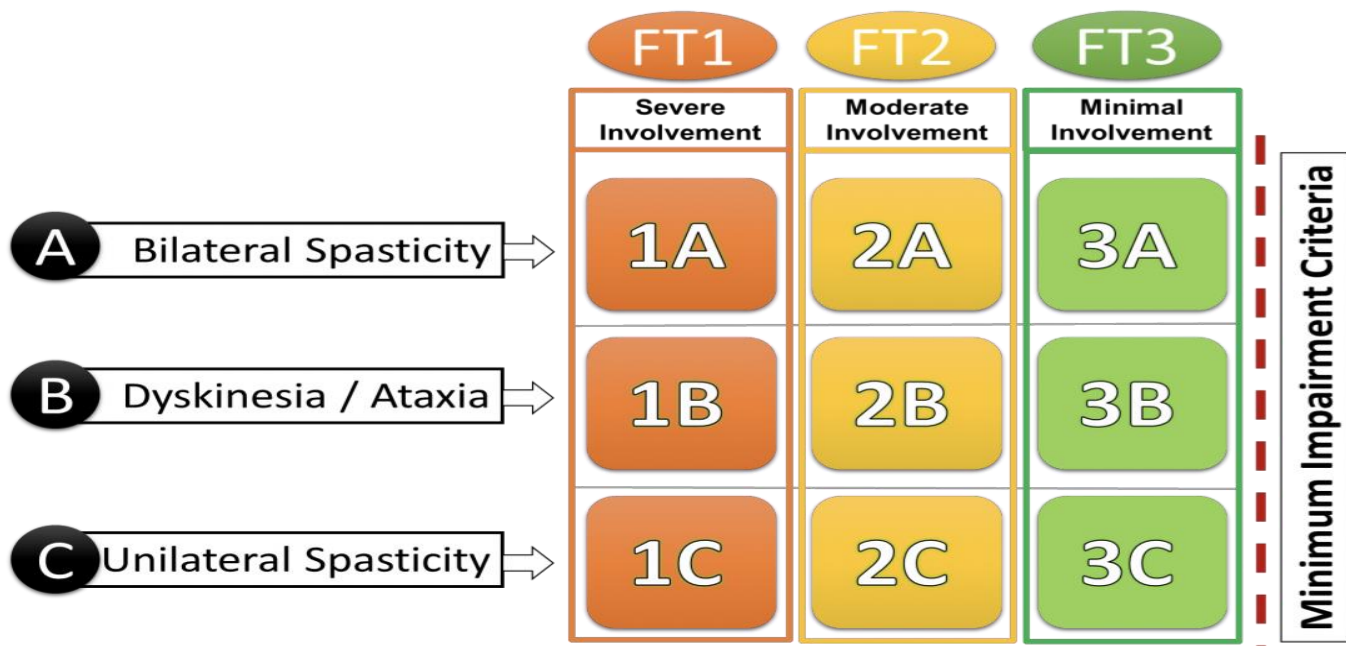 FT1 FT2 FT3
Severe Involvement
Moderate Involvement
Minimal Involvement
A Bilateral Spasticity 1A 2A 3A
B Dyskinesia / Ataxia 1B 2B 3B
C Unilateral Spasticity 1C 2C 3C
Minimum Impairment Criteria